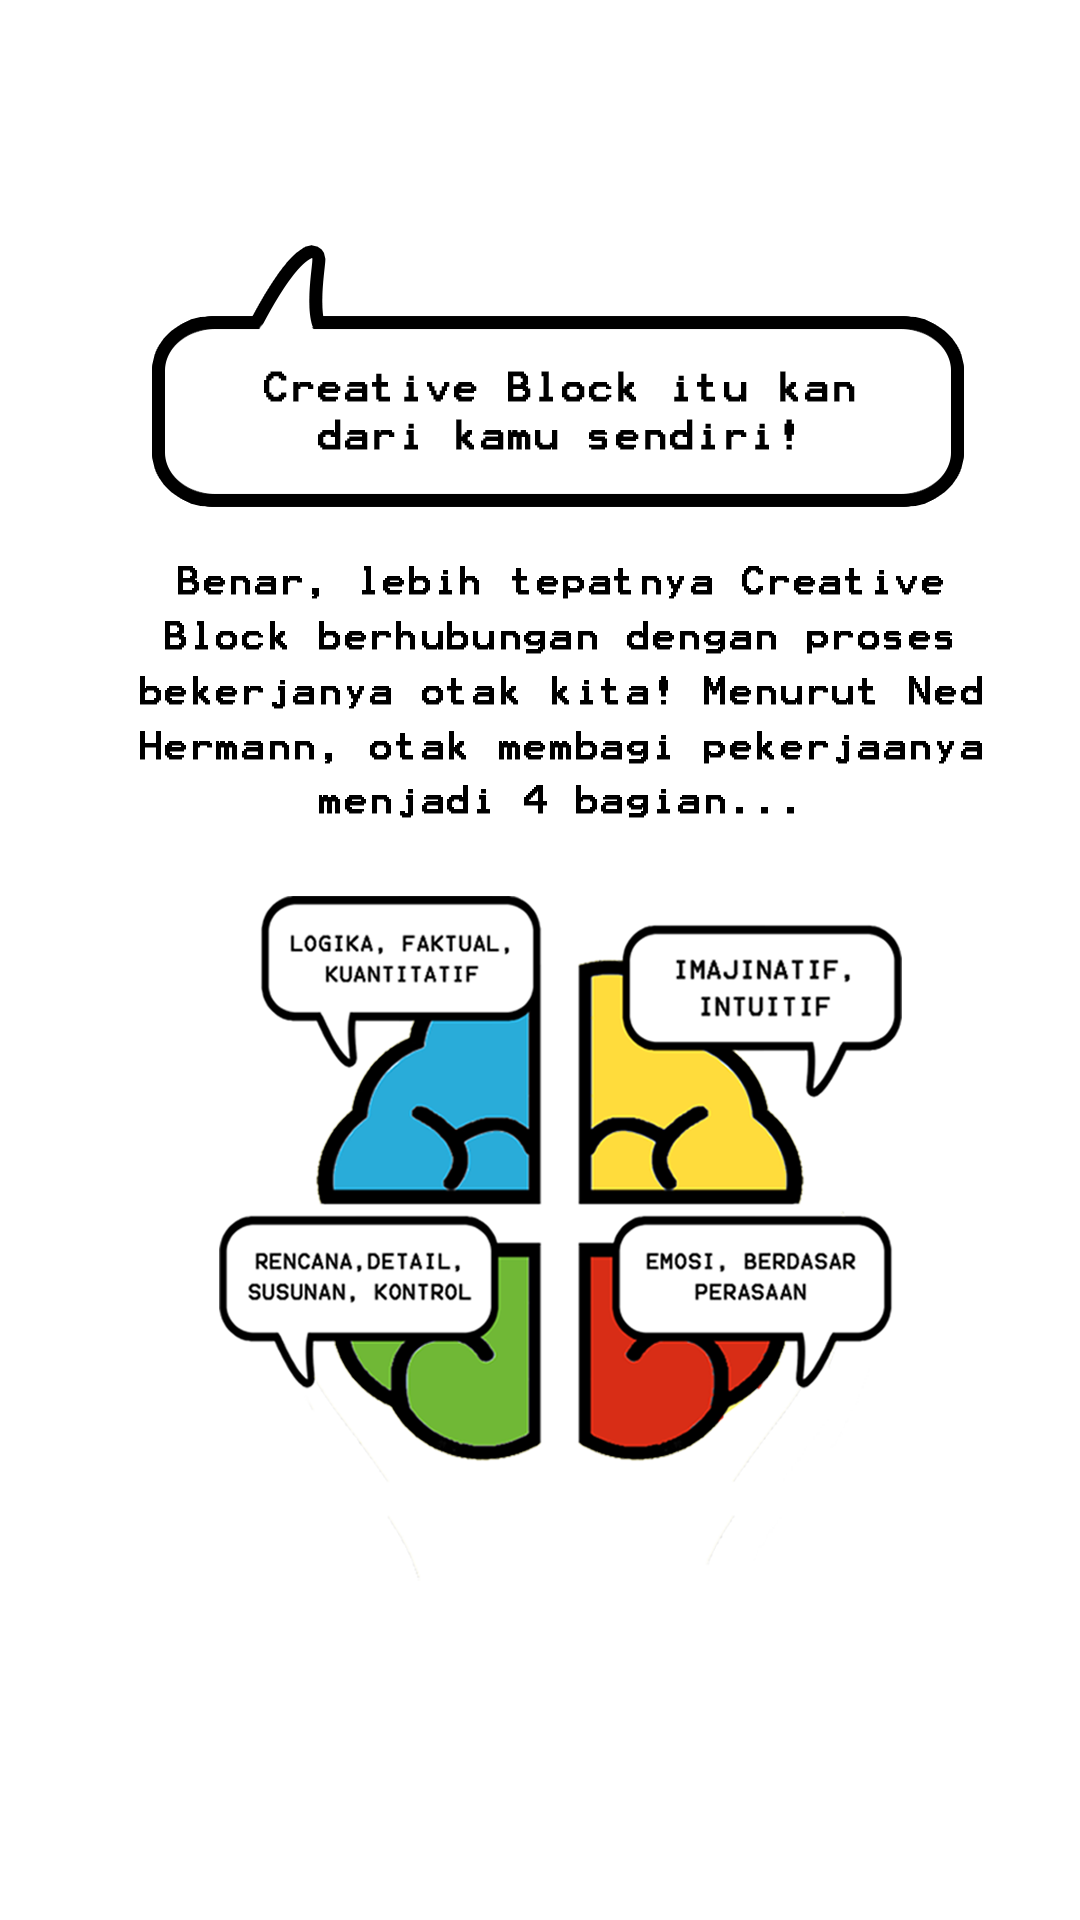 Creative Block itu kan
dari kamu sendiri!
Benar, lebih tepatnya Creative
Block berhubungan dengan proses
bekerjanya otak kita! Menurut Ned
Hermann, otak membagi pekerjaanya
menjadi 4 bagian...
LOGIKA, FAKTUAL,
KUANTITATIF
IMAJINATIF,
INTUITIF
RENCANA,DETAIL,
SUSUNAN, KONTROL
EMOSI, BERDASAR
PERASAAN